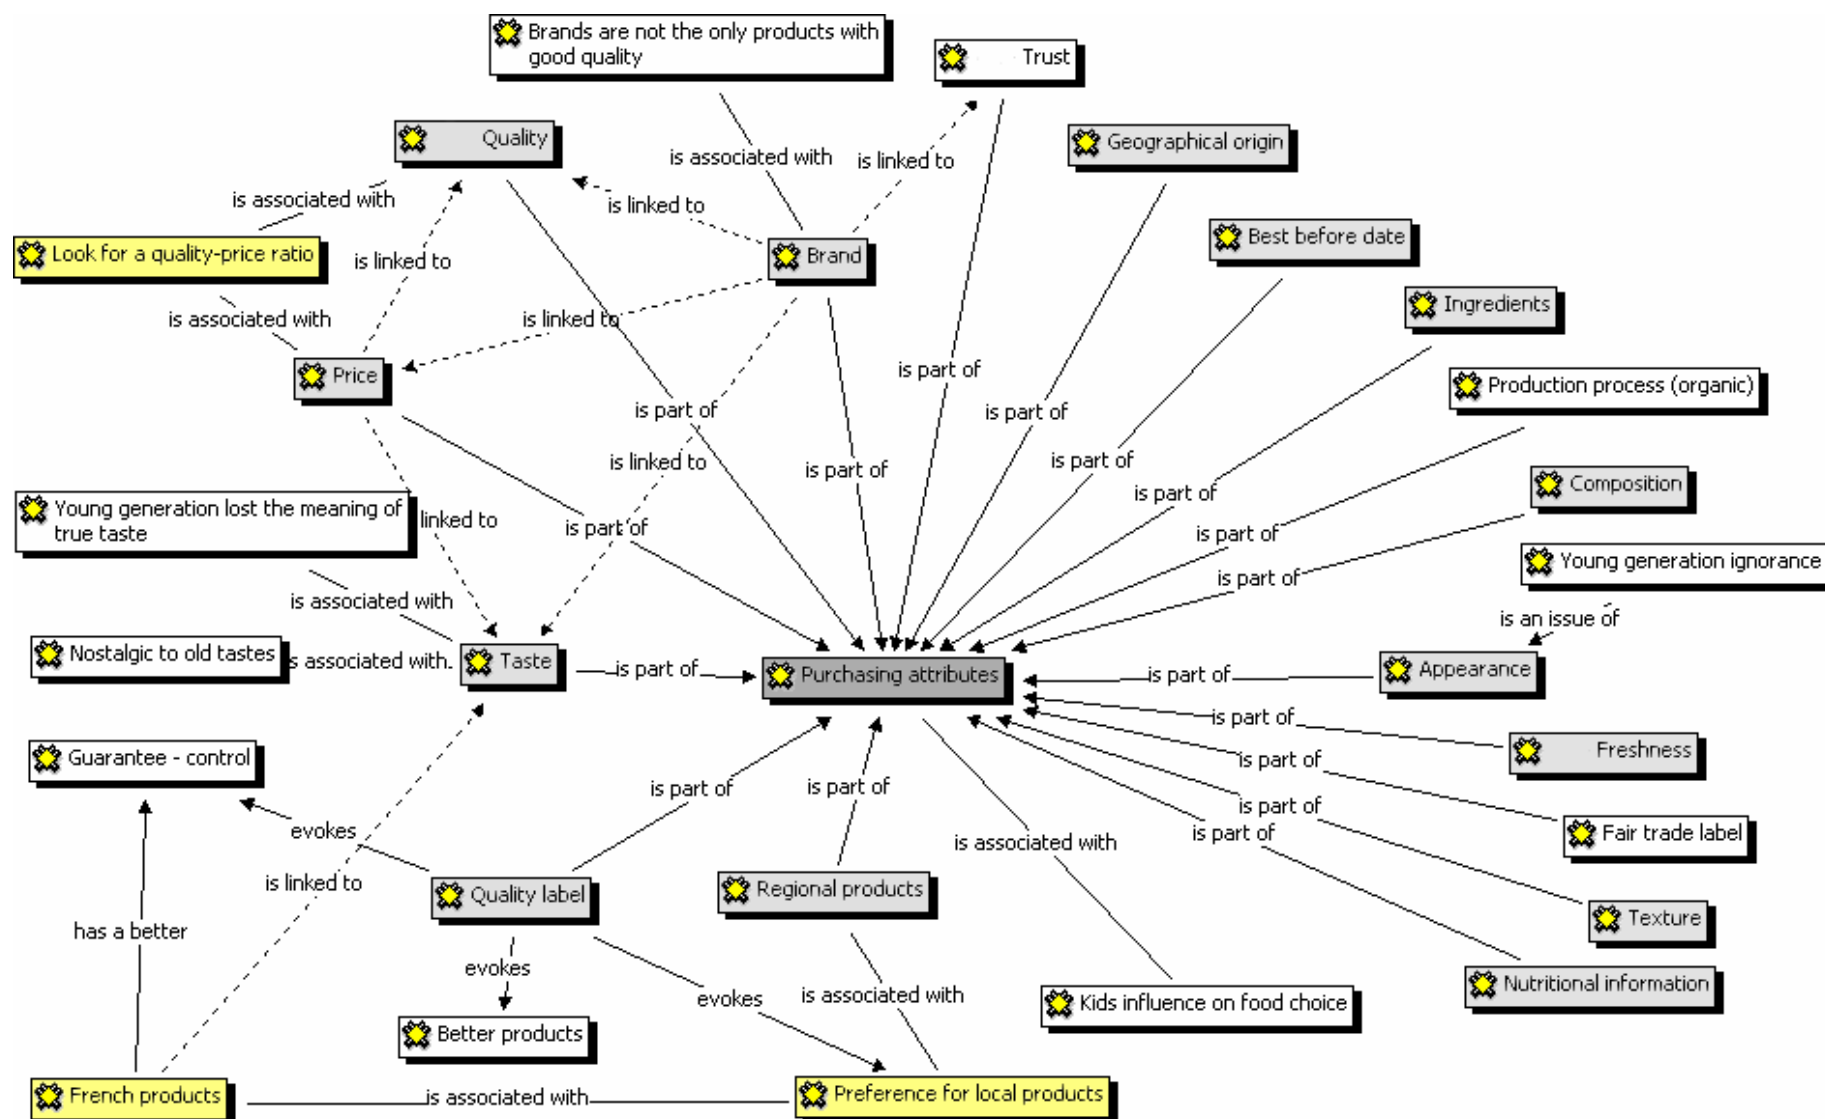 Brands are not the only products with
good quality
Trust
Quality
Geographical origin
is associated with
is linked to
is associated with
is linked to
Best before date
Look for a quality-price ratio
is linked to
Brand
Ingredients
is associated with
is linked to
Price
is part of
Production process (organic)
is part of
is part of
is linked to
is part of
is part of
Composition
Young generation lost the meaning of
true taste
linked to
is part of
is part of
is part of
Young generation ignorance
is part of
is associated with
is an issue of
Nostalgic to old tastes
is associated with
Taste
is part of
Purchasing attributes
is part of
Appearance
is part of
Freshness
Guarantee - control
is part of
is part of
is part of
is part of
evokes
is part of
Fair trade label
is associated with
is linked to
Quality label
Regional products
Texture
has a better
evokes
evokes
is associated with
Nutritional information
Kids influence on food choice
Better products
French products
is associated with
Preference for local products